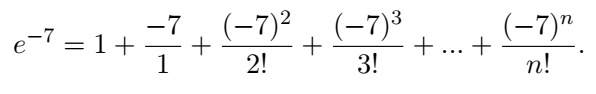 e⁻⁷ = 1 + \frac{-7}{1} + \frac{(-7)^2}{2!} + \frac{(-7)^3}{3!} + ... + \frac{(-7)^n}{n!}.